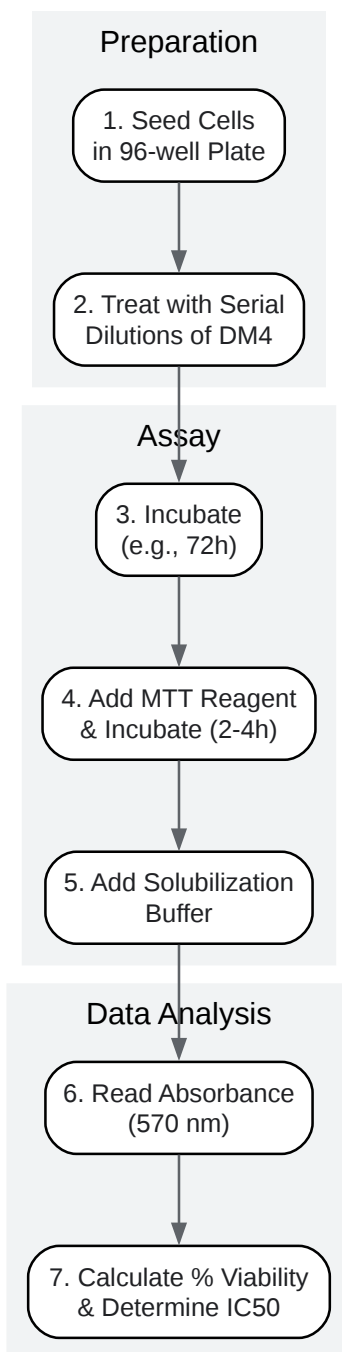 Preparation
1. Seed Cells
in 96-well Plate
2. Treat with Serial
Dilutions of DM4
Assay
3. Incubate
(e.g., 72h)
4. Add MTT Reagent
& Incubate (2-4h)
5. Add Solubilization
Buffer
Data Analysis
6. Read Absorbance
(570 nm)
7. Calculate % Viability
& Determine IC50